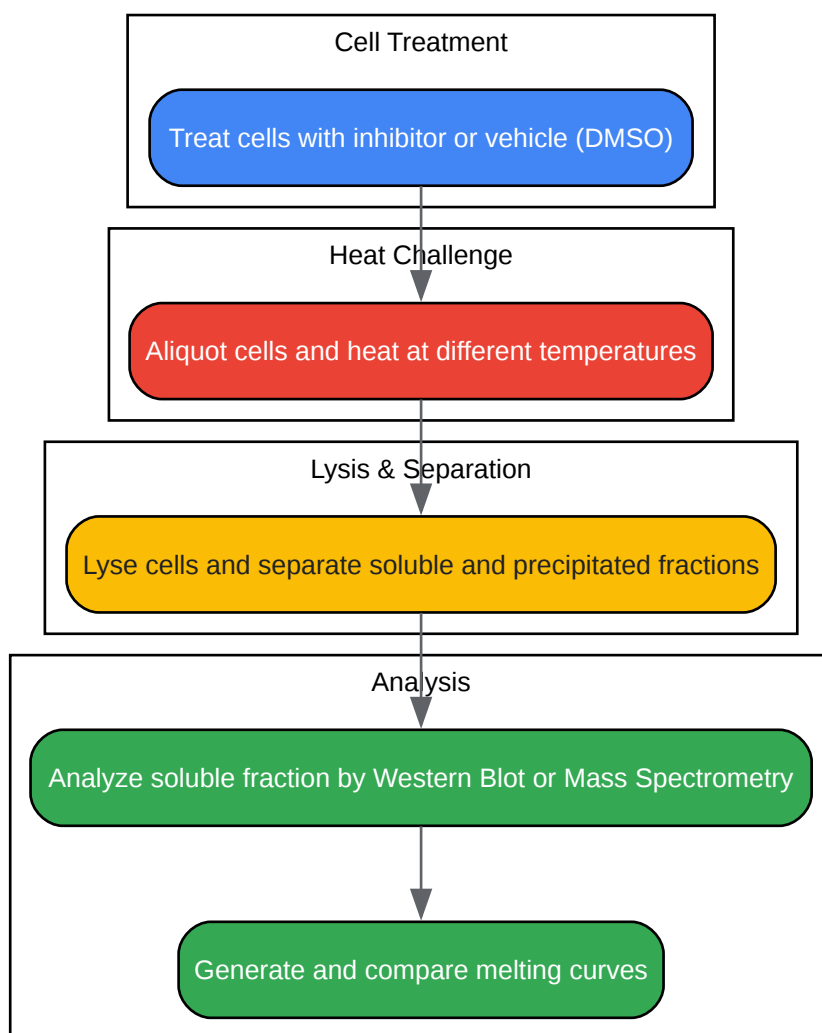 Cell Treatment
Treat cells with inhibitor or vehicle (DMSO)
Heat Challenge
Aliquot cells and heat at different temperatures
Lysis & Separation
Lyse cells and separate soluble and precipitated fractions
Analysis
Analyze soluble fraction by Western Blot or Mass Spectrometry
Generate and compare melting curves